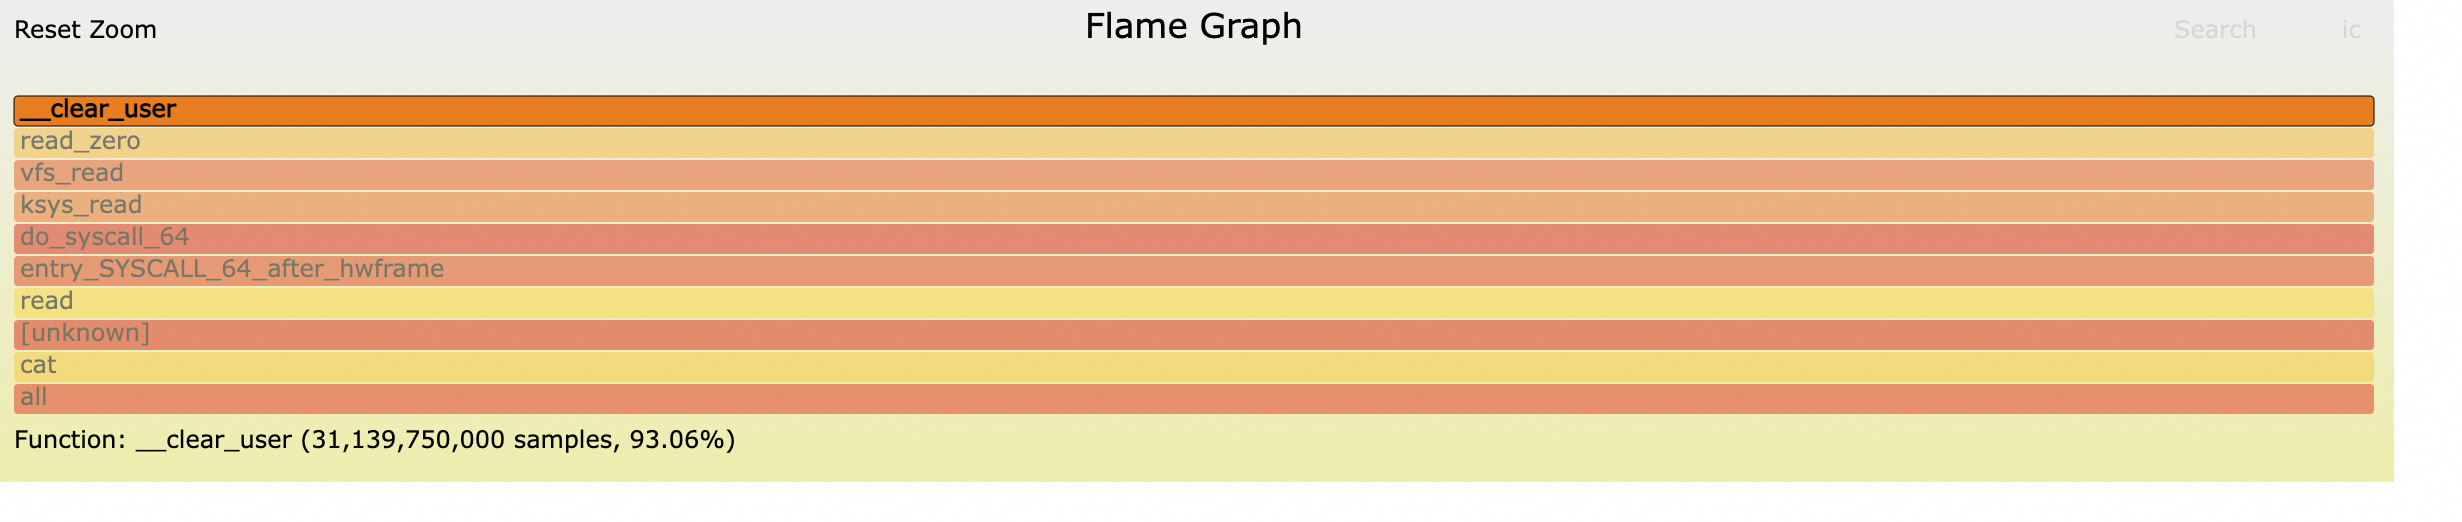 Reset Zoom
Flame Graph
Search
ic
__clear_user
read_zero
vfs_read
ksys_read
do_syscall_64
entry_SYSCALL_64_after_hwframe
read
[unknown]
cat
all
Function: __clear_user (31,139,750,000 samples, 93.06%)